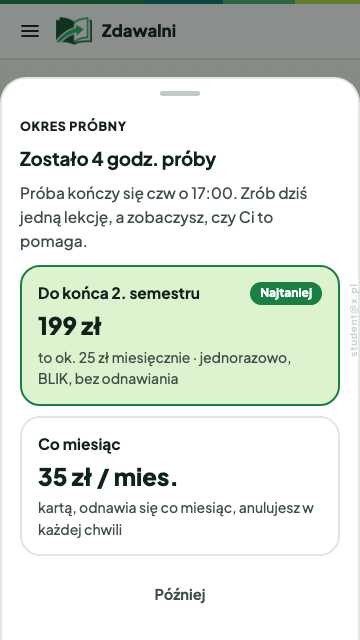 Zdawalni
OKRES PRÓBNY
Zostało 4 godz. próby
Próba kończy się czw o 17:00. Zrób dziś
jedną lekcję, a zobaczysz, czy Ci to
pomaga.
Do końca 2. semestru
Najtaniej
199 zł
to ok. 25 zł miesięcznie · jednorazowo,
BLIK, bez odnawiania
student@x.pl
Co miesiąc
35 zł / mies.
kartą, odnawia się co miesiąc, anulujesz w
każdej chwili
Później